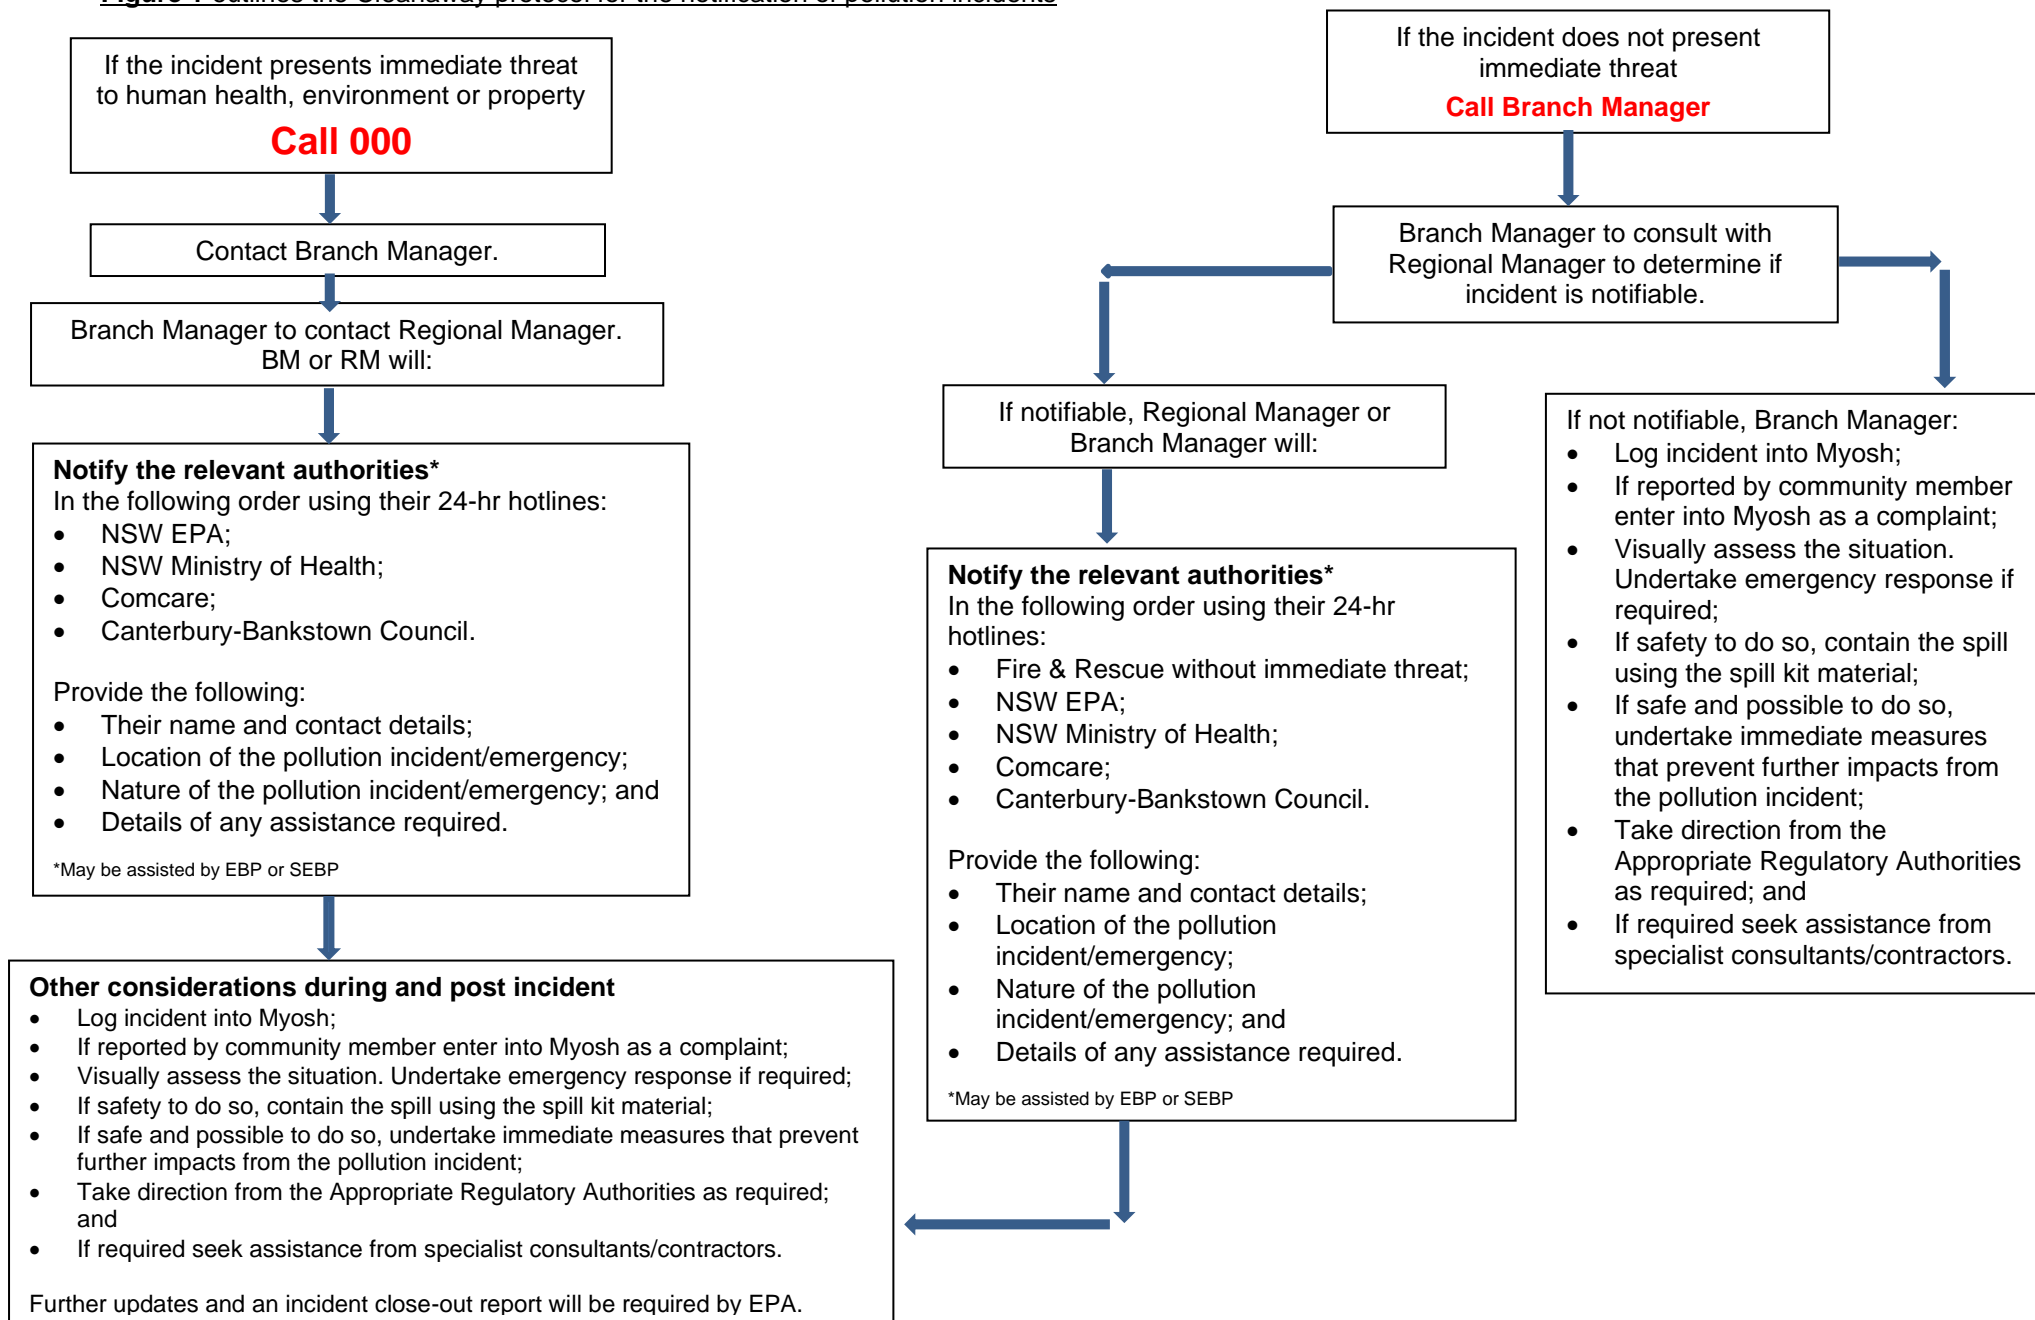 Figure 1 outlines the Cleanaway protocol for the notification of pollution incidents
If the incident presents immediate threat
to human health, environment or property
Call 000
Contact Branch Manager.
Branch Manager to contact Regional Manager.
BM or RM will:
Notify the relevant authorities*
In the following order using their 24-hr hotlines:
• NSW EPA;
• NSW Ministry of Health;
• Comcare;
• Canterbury-Bankstown Council.
Provide the following:
• Their name and contact details;
• Location of the pollution incident/emergency;
• Nature of the pollution incident/emergency; and
• Details of any assistance required.
*May be assisted by EBP or SEBP
Other considerations during and post incident
• Log incident into Myosh;
• If reported by community member enter into Myosh as a complaint;
• Visually assess the situation. Undertake emergency response if required;
• If safety to do so, contain the spill using the spill kit material;
• If safe and possible to do so, undertake immediate measures that prevent
further impacts from the pollution incident;
• Take direction from the Appropriate Regulatory Authorities as required;
and
• If required seek assistance from specialist consultants/contractors.
Further updates and an incident close-out report will be required by EPA.
If the incident does not present
immediate threat
Call Branch Manager
Branch Manager to consult with
Regional Manager to determine if
incident is notifiable.
If notifiable, Regional Manager or
Branch Manager will:
Notify the relevant authorities*
In the following order using their 24-hr
hotlines:
• Fire & Rescue without immediate threat;
• NSW EPA;
• NSW Ministry of Health;
• Comcare;
• Canterbury-Bankstown Council.
Provide the following:
• Their name and contact details;
• Location of the pollution
incident/emergency;
• Nature of the pollution
incident/emergency; and
• Details of any assistance required.
*May be assisted by EBP or SEBP
If not notifiable, Branch Manager:
• Log incident into Myosh;
• If reported by community member
enter into Myosh as a complaint;
• Visually assess the situation.
Undertake emergency response if
required;
• If safety to do so, contain the spill
using the spill kit material;
• If safe and possible to do so,
undertake immediate measures
that prevent further impacts from
the pollution incident;
• Take direction from the
Appropriate Regulatory Authorities
as required; and
• If required seek assistance from
specialist consultants/contractors.